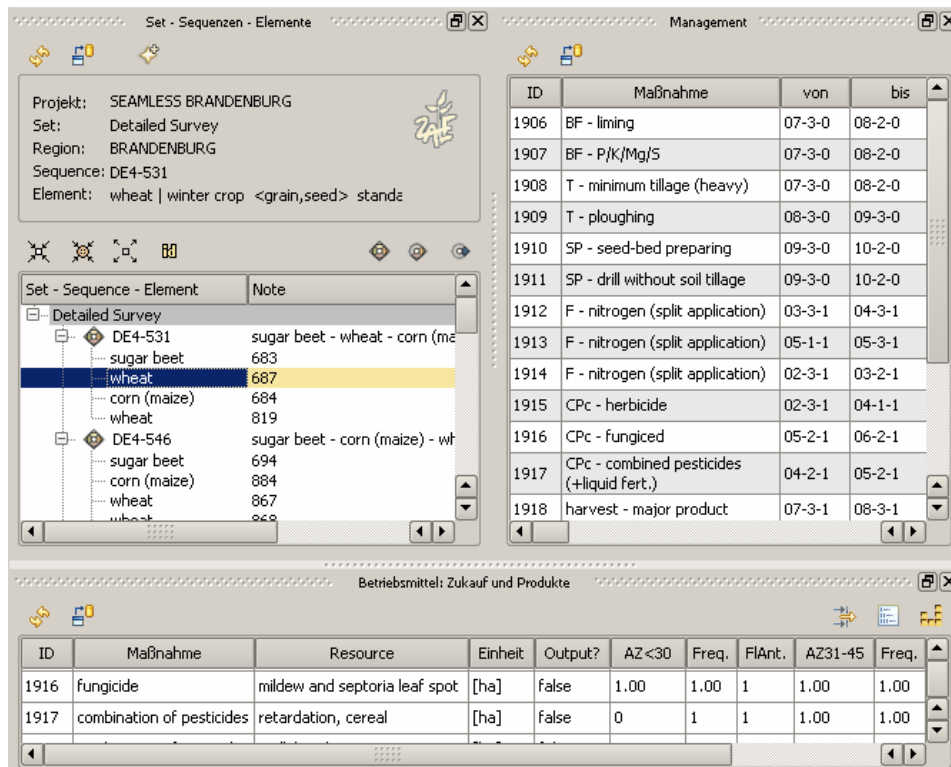 Set - Sequenzen - Elemente
Projekt: SEAMLESS BRANDENBURG
Set: Detailed Survey
Region: BRANDENBURG
Sequence: DE4-531
Element: wheat | winter crop <grain,seed> standa
ZALF
Set - Sequence - Element Note
Detailed Survey
DE4-531 sugar beet - wheat - corn (ma
sugar beet 683
wheat 687
corn (maize) 684
wheat 819
DE4-546 sugar beet - corn (maize) - wh
sugar beet 694
corn (maize) 884
wheat 867
wheat 868
Management
ID Maßnahme von bis
1906 BF - liming 07-3-0 08-2-0
1907 BF - P/K/Mg/S 07-3-0 08-2-0
1908 T - minimum tillage (heavy) 07-3-0 08-2-0
1909 T - ploughing 08-3-0 09-3-0
1910 SP - seed-bed preparing 09-3-0 10-2-0
1911 SP - drill without soil tillage 09-3-0 10-2-0
1912 F - nitrogen (split application) 03-3-1 04-3-1
1913 F - nitrogen (split application) 05-1-1 05-3-1
1914 F - nitrogen (split application) 02-3-1 03-2-1
1915 CPc - herbicide 02-3-1 04-1-1
1916 CPc - fungiced 05-2-1 06-2-1
1917 CPc - combined pesticides (+liquid fert.) 04-2-1 05-2-1
1918 harvest - major product 07-3-1 08-3-1
Betriebsmittel: Zukauf und Produkte
ID Maßnahme Resource Einheit Output? AZ<30 Freq. FlAnt. AZ31-45 Freq.
1916 fungicide mildew and septoria leaf spot [ha] false 1.00 1.00 1 1.00 1.00
1917 combination of pesticides retardation, cereal [ha] false 0 1 1 1.00 1.00